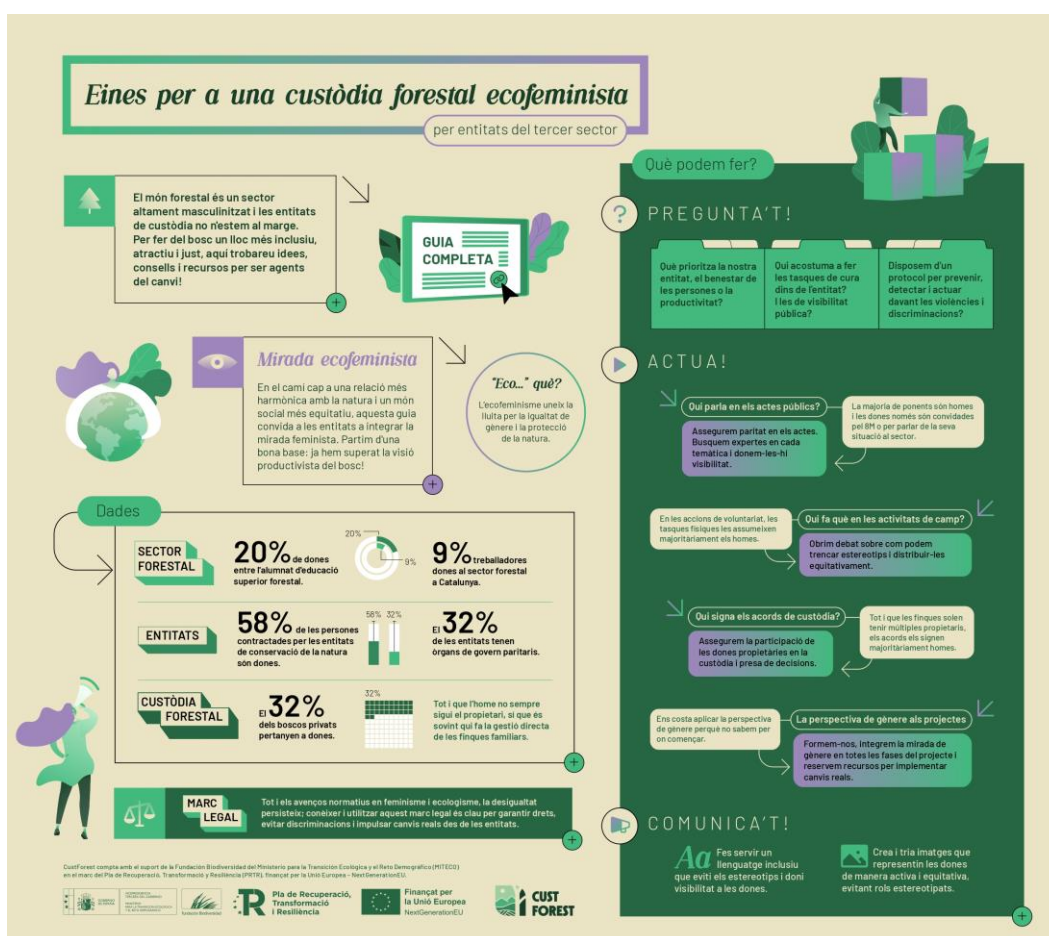 Eines per a una custòdia forestal ecofeminista
per entitats del tercer sector
El món forestal és un sector
altament masculinitzat i les entitats
de custòdia no n'estem al marge.
Per fer del bosc un lloc més inclusiu,
atractiu i just, aquí trobareu idees,
consells i recursos per ser agents
del canvi!
GUIA
COMPLETA
Mirada ecofeminista
En el camí cap a una relació més
harmònica amb la natura i un món
social més equitatiu, aquesta guia
convida a les entitats a integrar la
mirada feminista. Partim d'una
bona base: ja hem superat la visió
productivista del bosc!
"Eco..." què?
L'ecofeminisme uneix la
lluita per la igualtat de
gènere i la protecció
de la natura.
Dades
SECTOR
FORESTAL
20% de dones
entre l'alumnat d'educació
superior forestal.
20%
9%
9% treballadores
dones al sector forestal
a Catalunya.
ENTITATS
58% de les persones
contractades per les entitats
de conservació de la natura
són dones.
58% 32%
El 32%
de les entitats tenen
òrgans de govern paritaris.
CUSTÒDIA
FORESTAL
El 32%
dels boscos privats
pertanyen a dones.
32%
Tot i que l'home no sempre
sigui el propietari, sí que és
sovint qui fa la gestió directa
de les finques familiars.
MARC
LEGAL
Tot i els avenços normatius en feminisme i ecologisme, la desigualtat
persisteix; conèixer i utilitzar aquest marc legal és clau per garantir drets,
evitar discriminacions i impulsar canvis reals des de les entitats.
CustForest compta amb el suport de la Fundación Biodiversidad del Ministerio para la Transición Ecológica y el Reto Demográfico (MITECO)
en el marc del Pla de Recuperació, Transformació y Resiliència (PRTR), finançat per la Unió Europea - NextGenerationEU.
Pla de Recuperació,
Transformació
i Resiliència
Finançat per
la Unió Europea
NextGenerationEU
CUST
FOREST
Què podem fer?
PREGUNTA'T!
Què prioritza la nostra
entitat, el benestar de
les persones o la
productivitat?
Qui acostuma a fer
les tasques de cura
dins de l'entitat?
I les de visibilitat
pública?
Disposem d'un
protocol per prevenir,
detectar i actuar
davant les violències i
discriminacions?
ACTUA!
Qui parla en els actes públics?
Assegurem paritat en els actes.
Busquem expertes en cada
temàtica i donem-les-hi
visibilitat.
La majoria de ponents són homes
i les dones només són convidades
pel 8M o per parlar de la seva
situació al sector.
En les accions de voluntariat, les
tasques físiques les assumeixen
majoritàriament els homes.
Qui fa què en les activitats de camp?
Obrim debat sobre com podem
trencar estereotips i distribuir-les
equitativament.
Qui signa els acords de custòdia?
Assegurem la participació de
les dones propietàries en la
custòdia i presa de decisions.
Tot i que les finques solen
tenir múltiples propietaris,
els acords els signen
majoritàriament homes.
Ens costa aplicar la perspectiva
de gènere perquè no sabem per
on començar.
La perspectiva de gènere als projectes
Formem-nos, integrem la mirada de
gènere en totes les fases del projecte i
reservem recursos per implementar
canvis reals.
COMUNICA'T!
Aa Fes servir un
llenguatge inclusiu
que eviti els estereotips i doni
visibilitat a les dones.
Crea i tria imatges que
representin les dones
de manera activa i equitativa,
evitant rols estereotipats.